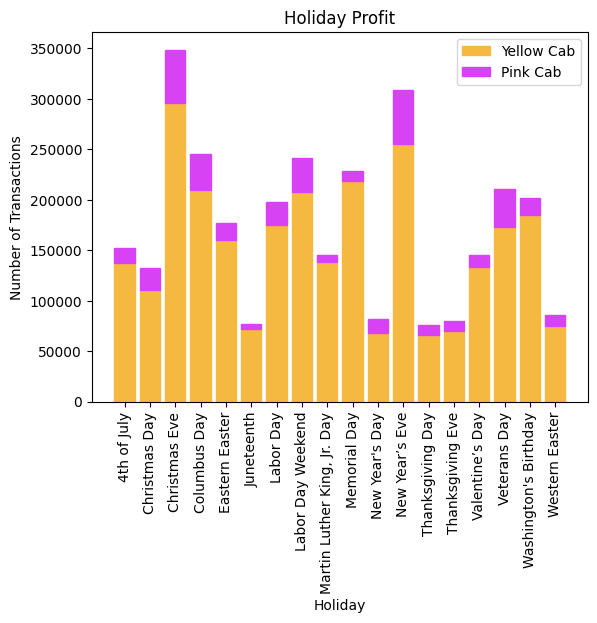 Holiday Profit
Yellow Cab
Pink Cab
Number of Transactions
350000
300000
250000
200000
150000
100000
50000
0
4th of July
Christmas Day
Christmas Eve
Columbus Day
Eastern Easter
Juneteenth
Labor Day
Labor Day Weekend
Martin Luther King, Jr. Day
Memorial Day
New Year's Day
New Year’s Eve
Thanksgiving Day
Thanksgiving Eve
Valentine’s Day
Veterans Day
Washington's Birthday
Western Easter
Holiday